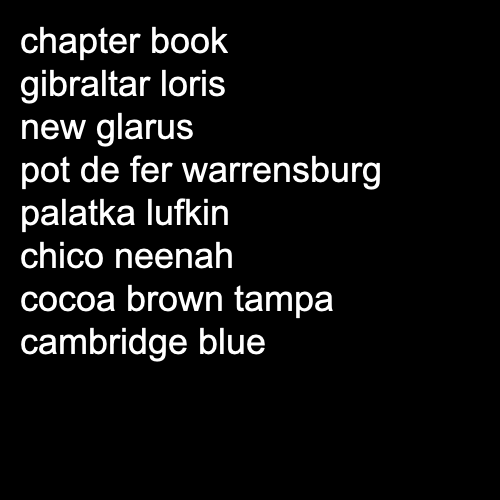 chapter book
gibraltar loris
new glarus
pot de fer warrensburg
palatka lufkin
chico neenah
cocoa brown tampa
cambridge blue